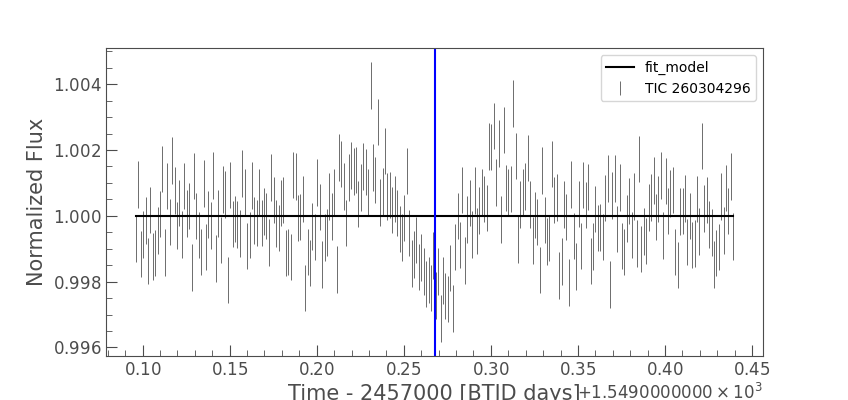 fit_model
TIC 260304296
Normalized Flux
1.004
1.002
1.000
0.998
0.996
0.10 0.15 0.20 0.25 0.30 0.35 0.40 0.45
Time - 2457000 [BTJD days]
+1.5490000000 × 10³